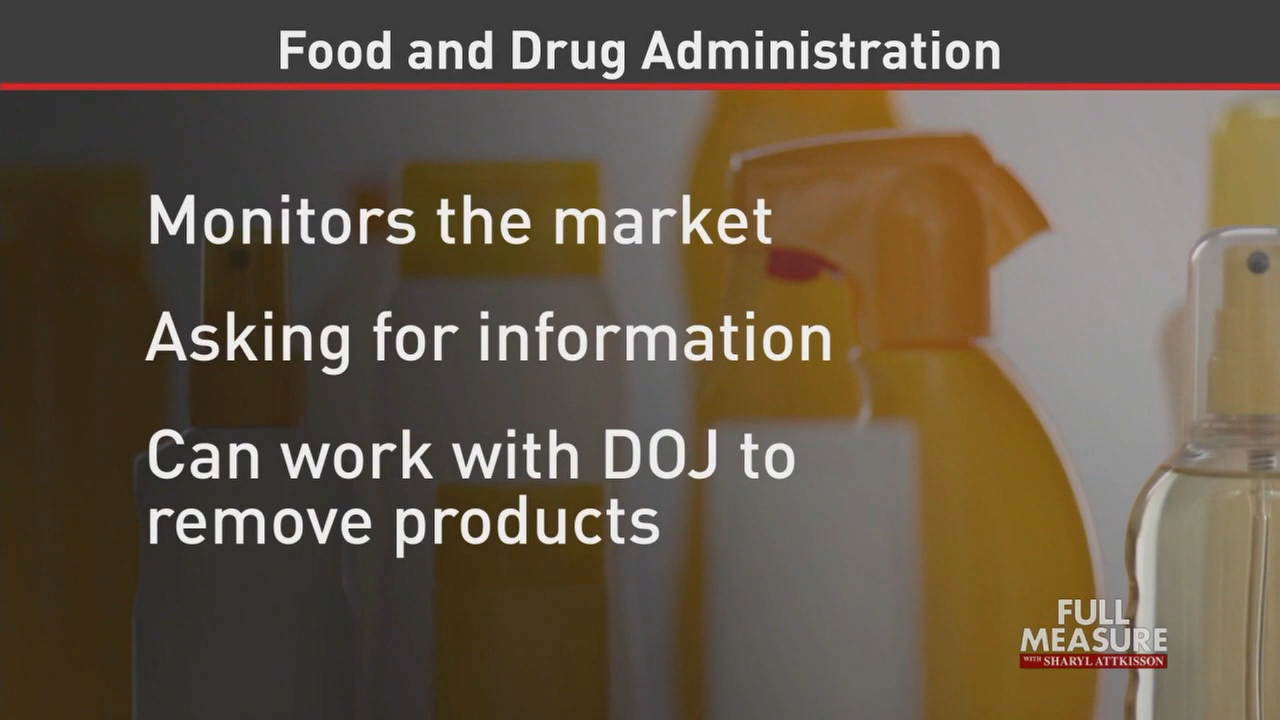 Food and Drug Administration
Monitors the market
Asking for information
Can work with DOJ to
remove products
FULL
MEASURE
WITH SHARYL ATTKISSON